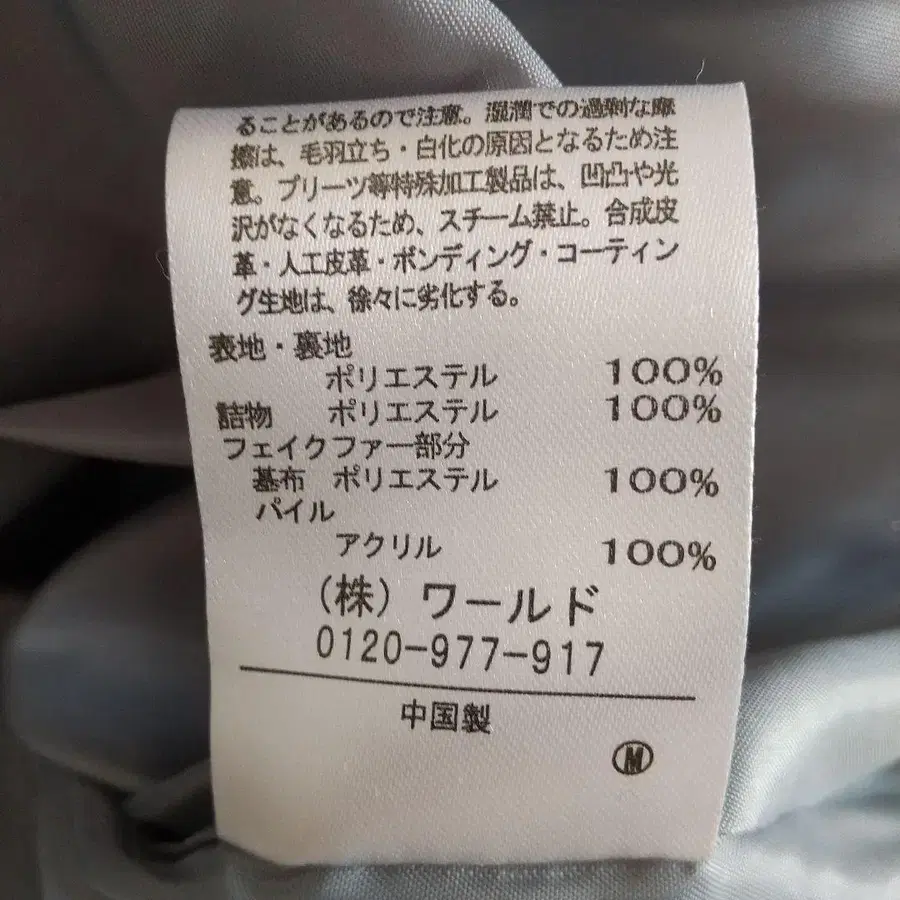 ることがあるので注意。湿潤での過剰な摩
擦は、毛羽立ち・白化の原因となるため注
意。プリーツ等特殊加工製品は、凹凸や光
沢がなくなるため、スチーム禁止。合成皮
革・人工皮革・ボンディング・コーティン
グ生地は、徐々に劣化する。
表地・裏地
ポリエステル 100%
詰物 ポリエステル 100%
フェイクファー部分
基布 ポリエステル 100%
パイル
アクリル 100%
(株) ワールド
0120-977-917
中国製
M